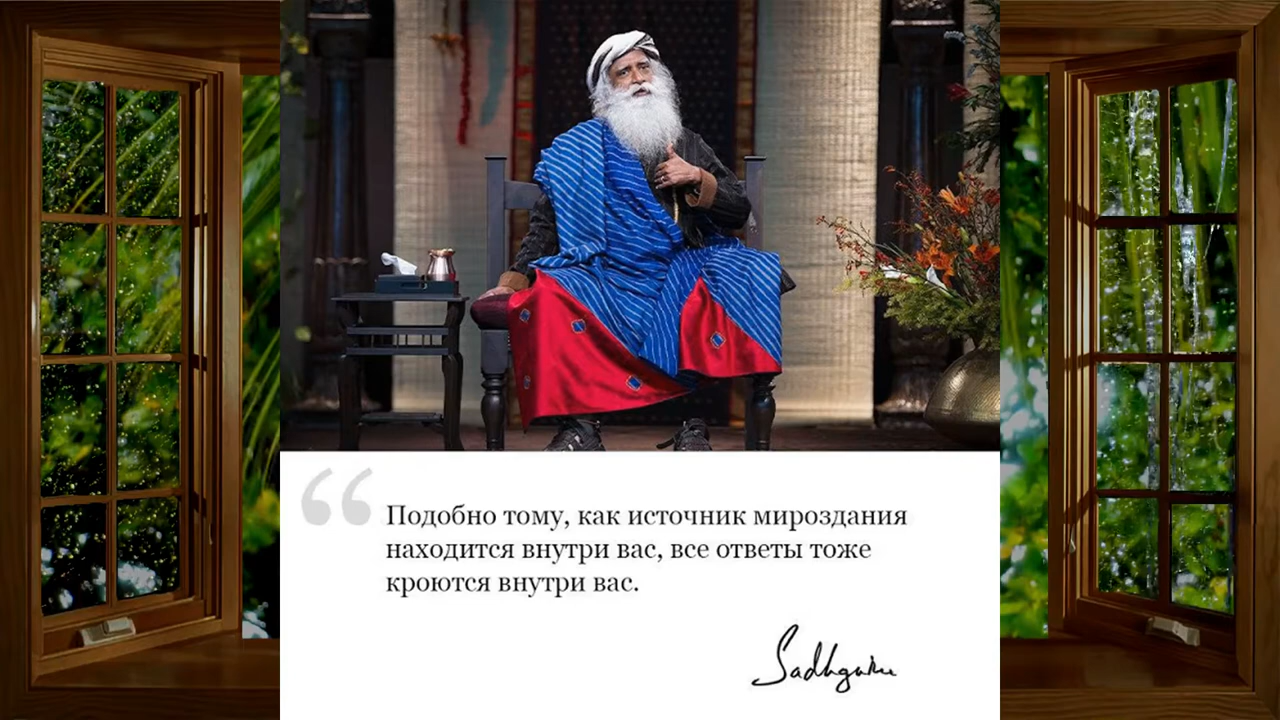 “
Подобно тому, как источник мироздания
находится внутри вас, все ответы тоже
кроются внутри вас.
Sadhguru